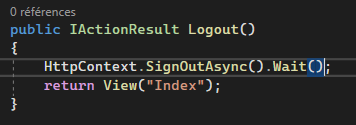 0 références
public IActionResult Logout()
{
HttpContext.SignOutAsync().Wait();
return View("Index");
}